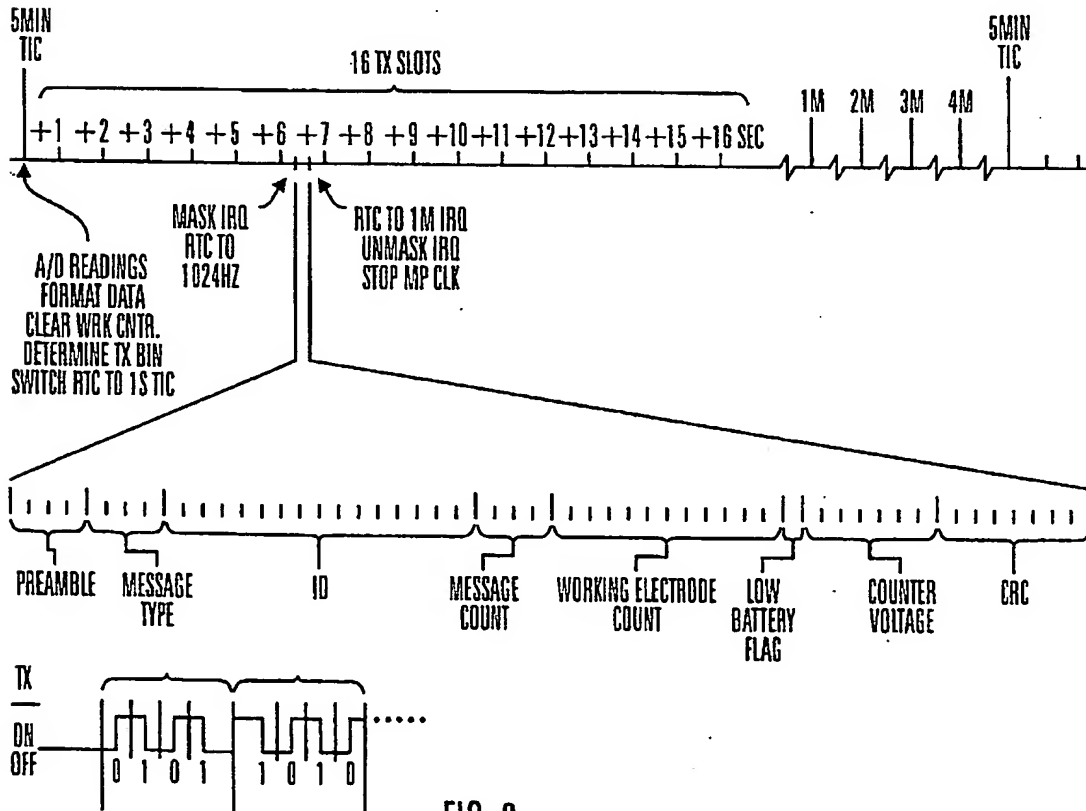 5MIN
TIC
16 TX SLOTS
5MIN
TIC
+1 +2 +3 +4 +5 +6 +7 +8 +9 +10 +11 +12 +13 +14 +15 +16 SEC
1M 2M 3M 4M
MASK IRQ
RTC TO
1024HZ
RTC TO 1M IRQ
UNMASK IRQ
STOP MP CLK
A/D READINGS
FORMAT DATA
CLEAR WRK CNTR.
DETERMINE TX BIN
SWITCH RTC TO 1S TIC
PREAMBLE
MESSAGE
TYPE
ID
MESSAGE
COUNT
WORKING ELECTRODE
COUNT
LOW
BATTERY
FLAG
COUNTER
VOLTAGE
CRC
TX
ON
OFF
0 1 0 1 1 0 1 0